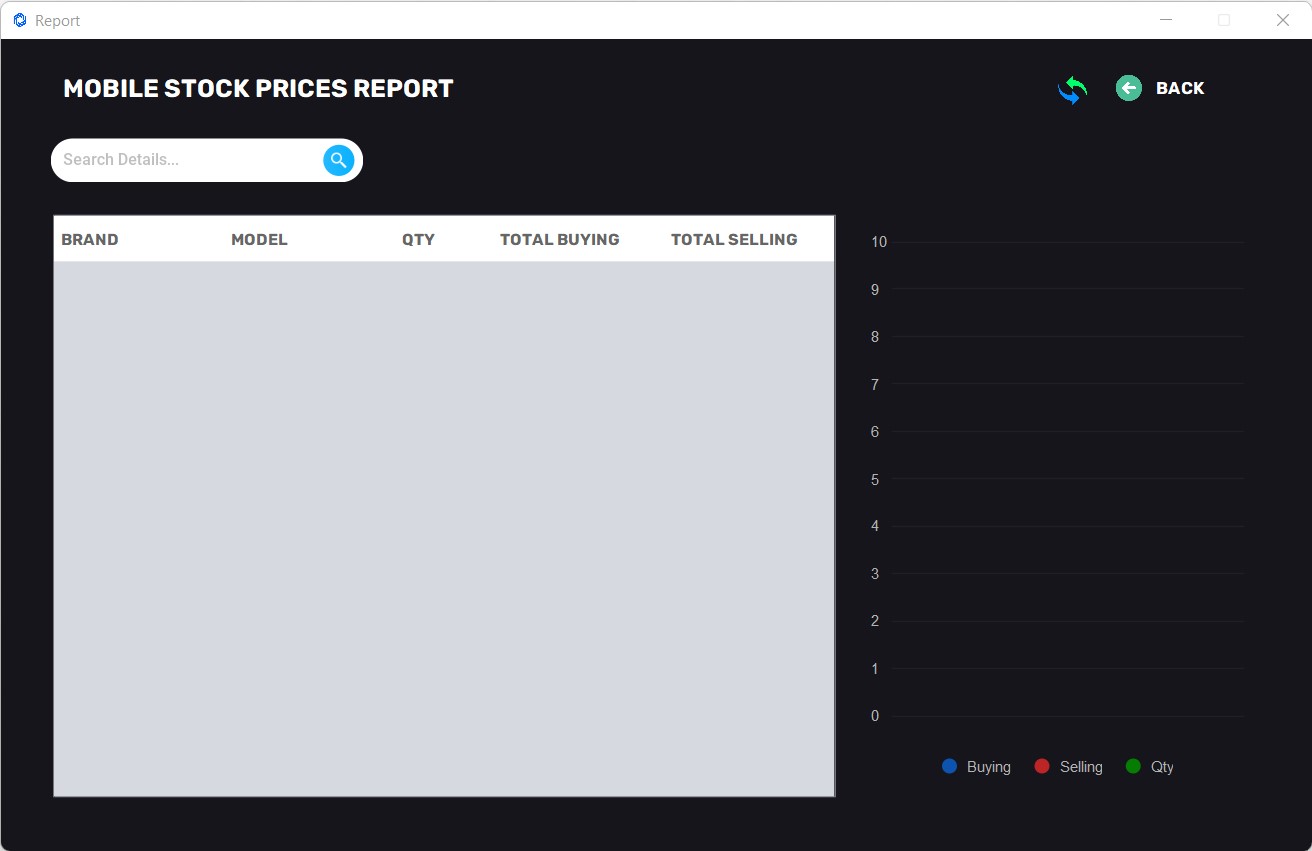 Report
MOBILE STOCK PRICES REPORT
BACK
Search Details...
BRAND MODEL QTY TOTAL BUYING TOTAL SELLING
10
9
8
7
6
5
4
3
2
1
0
Buying Selling Qty